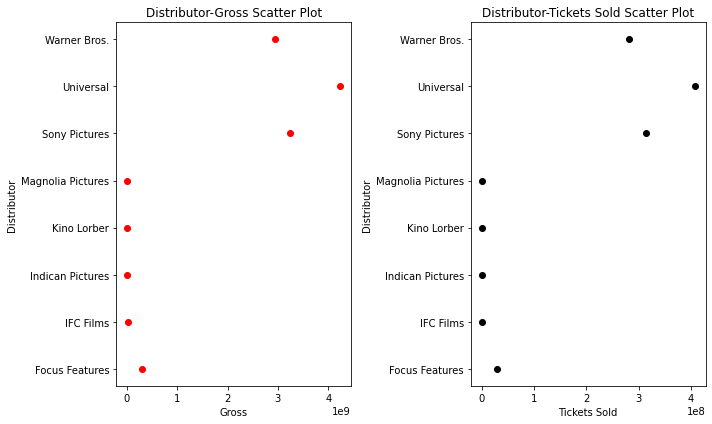 Distributor-Gross Scatter Plot
Warner Bros.
Universal
Sony Pictures
Magnolia Pictures
Kino Lorber
Indican Pictures
IFC Films
Focus Features
Distributor
0 1 2 3 4
1e9
Gross
Distributor-Tickets Sold Scatter Plot
Warner Bros.
Universal
Sony Pictures
Magnolia Pictures
Kino Lorber
Indican Pictures
IFC Films
Focus Features
Distributor
0 1 2 3 4
1e8
Tickets Sold